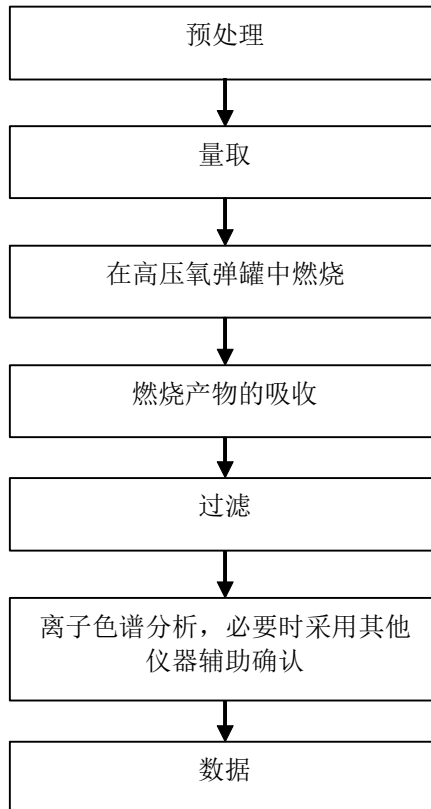 预处理
量取
在高压氧弹罐中燃烧
燃烧产物的吸收
过滤
离子色谱分析，必要时采用其他
仪器辅助确认
数据